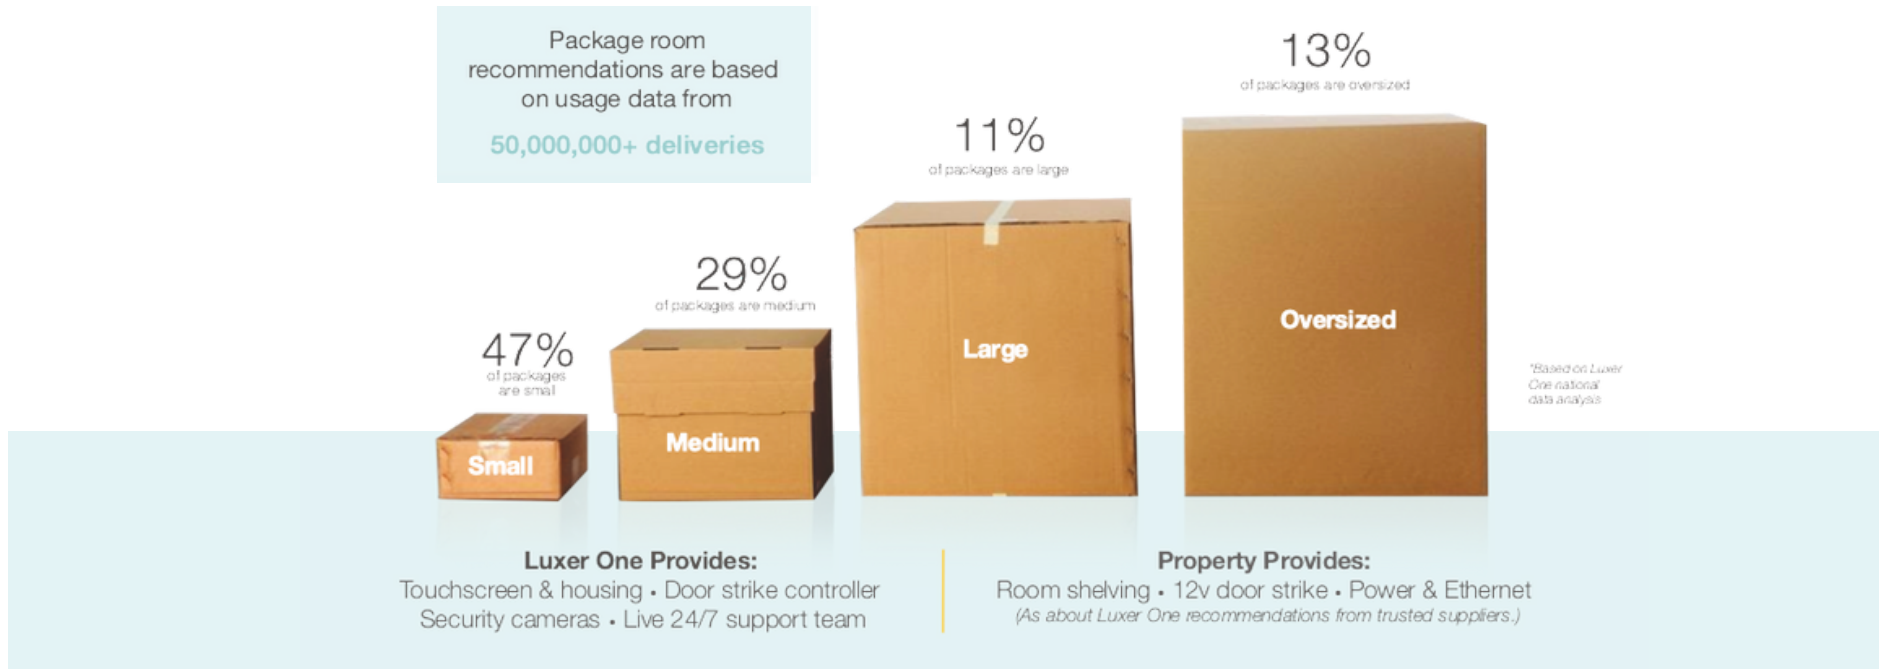 Package room
recommendations are based
on usage data from
50,000,000+ deliveries
13%
of packages are oversized
11%
of packages are large
29%
of packages are medium
47%
of packages
are small
Small
Medium
Large
Oversized
*Based on Luxer
One national
data analysis
Luxer One Provides:
Touchscreen & housing • Door strike controller
Security cameras • Live 24/7 support team
Property Provides:
Room shelving • 12v door strike • Power & Ethernet
(As about Luxer One recommendations from trusted suppliers.)